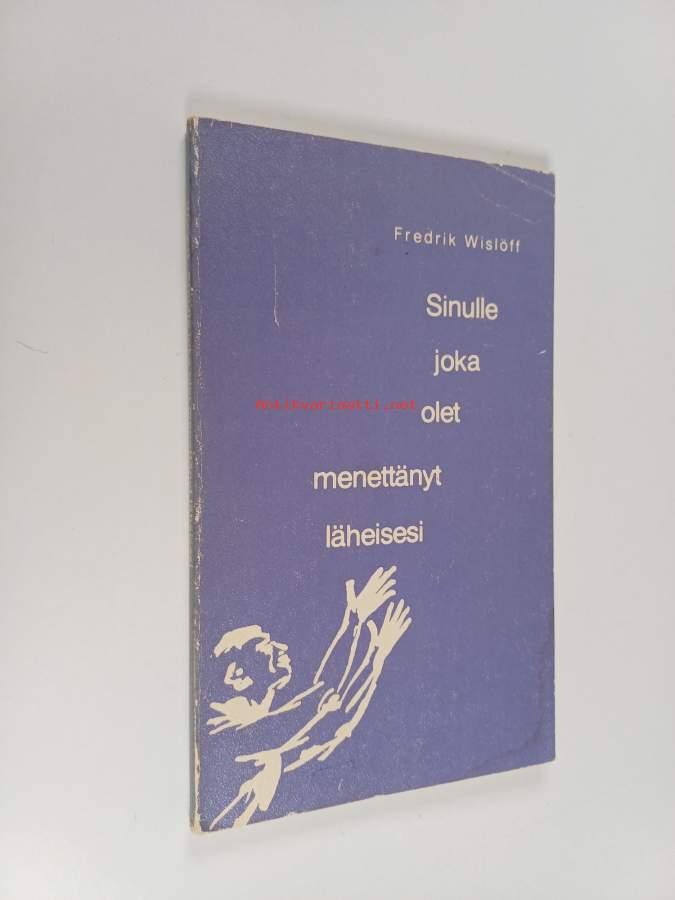 Fredrik Wislöff
Sinulle
joka
Antikvariaatti.net
olet
menettänyt
läheisesi